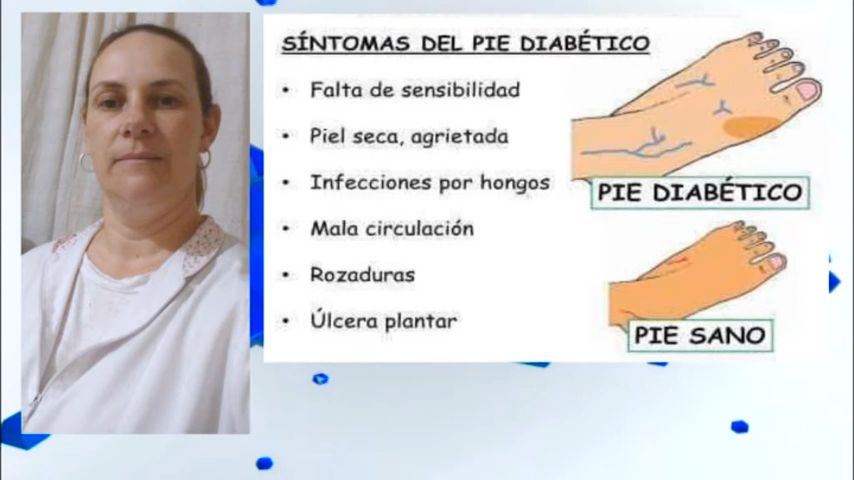 SÍNTOMAS DEL PIE DIABÉTICO
• Falta de sensibilidad
• Piel seca, agrietada
• Infecciones por hongos
• Mala circulación
• Rozaduras
• Úlcera plantar
PIE DIABÉTICO
PIE SANO